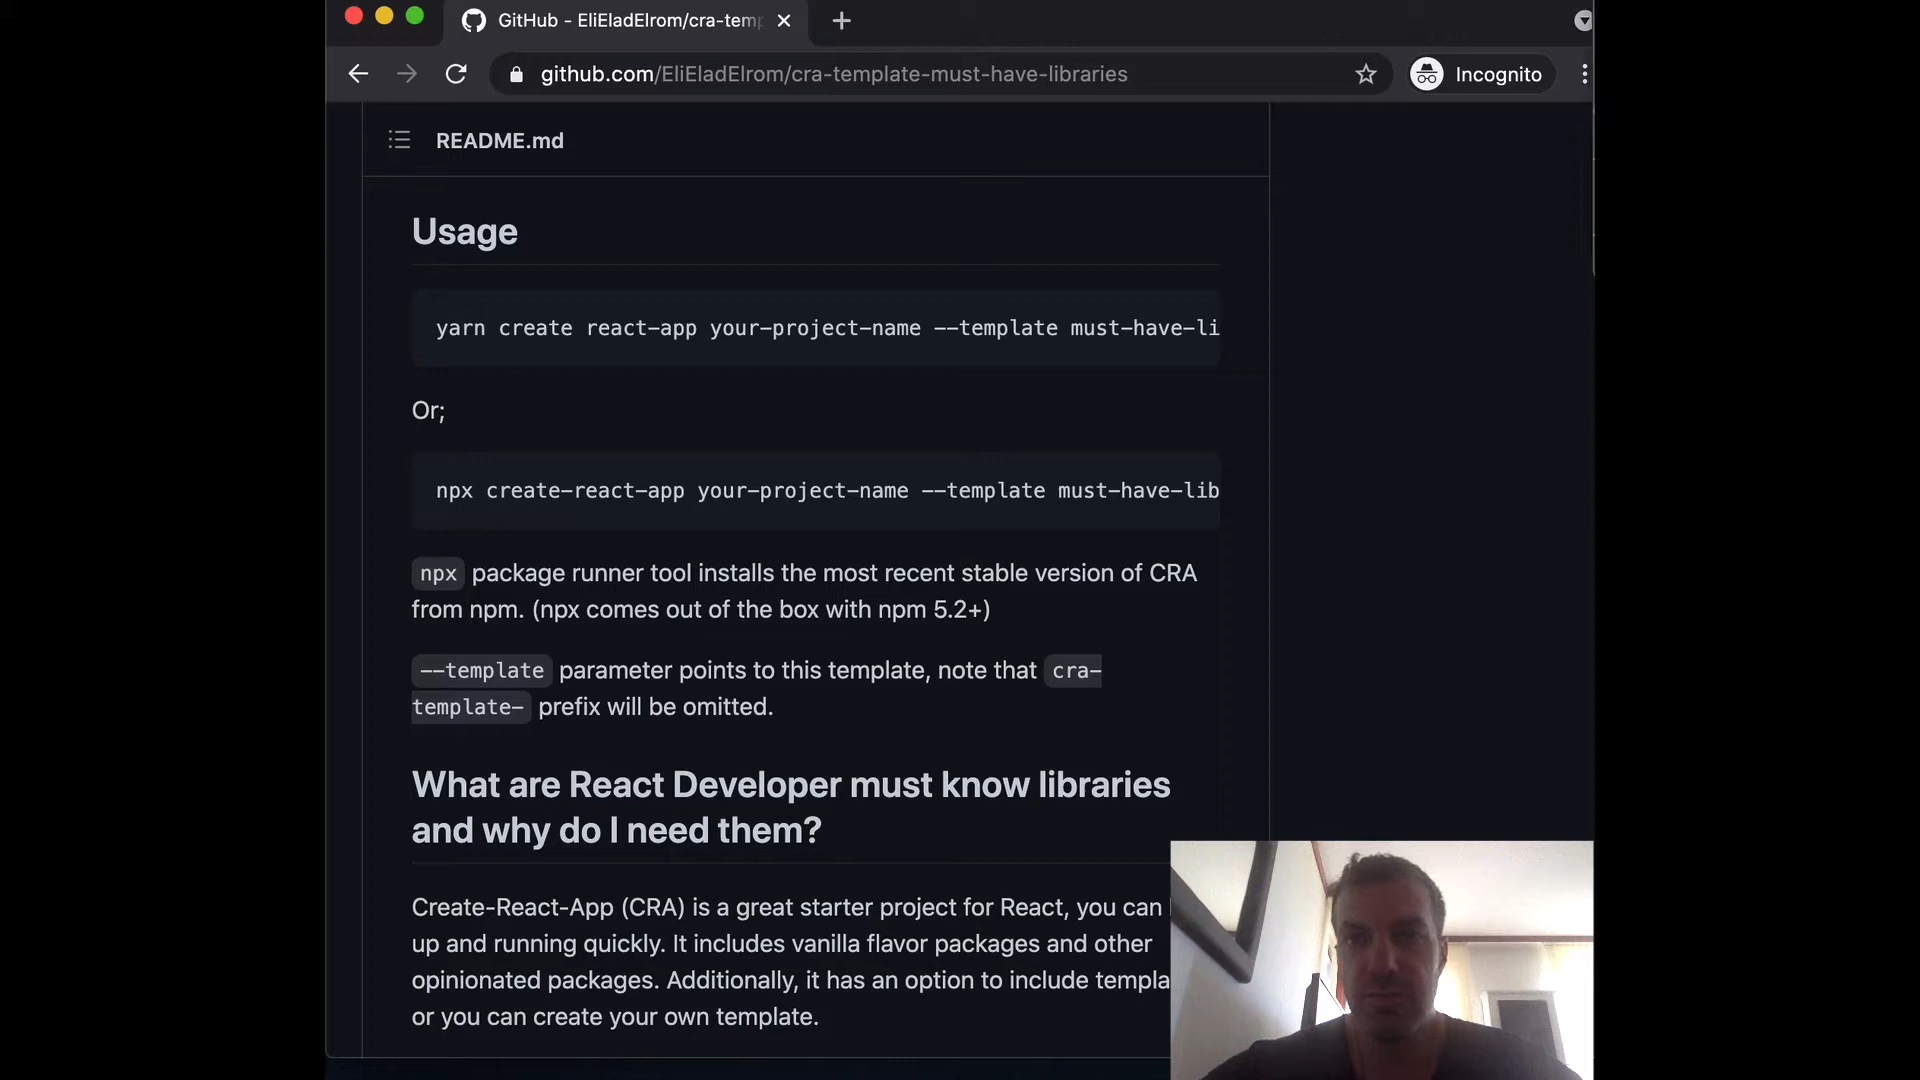 GitHub - EliEladElrom/cra-temp
github.com/EliEladElrom/cra-template-must-have-libraries
Incognito
README.md
Usage
yarn create react-app your-project-name --template must-have-li
Or;
npx create-react-app your-project-name --template must-have-lib
npx package runner tool installs the most recent stable version of CRA
from npm. (npx comes out of the box with npm 5.2+)
--template parameter points to this template, note that cra-
template- prefix will be omitted.
What are React Developer must know libraries
and why do I need them?
Create-React-App (CRA) is a great starter project for React, you can
up and running quickly. It includes vanilla flavor packages and other
opinionated packages. Additionally, it has an option to include templa
or you can create your own template.